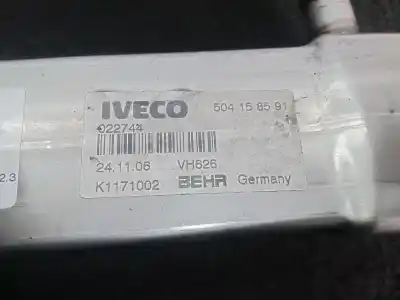 IVECO 504 15 85 91
022744
24.11.06 VH626
K1171002 BEHR Germany
2.3